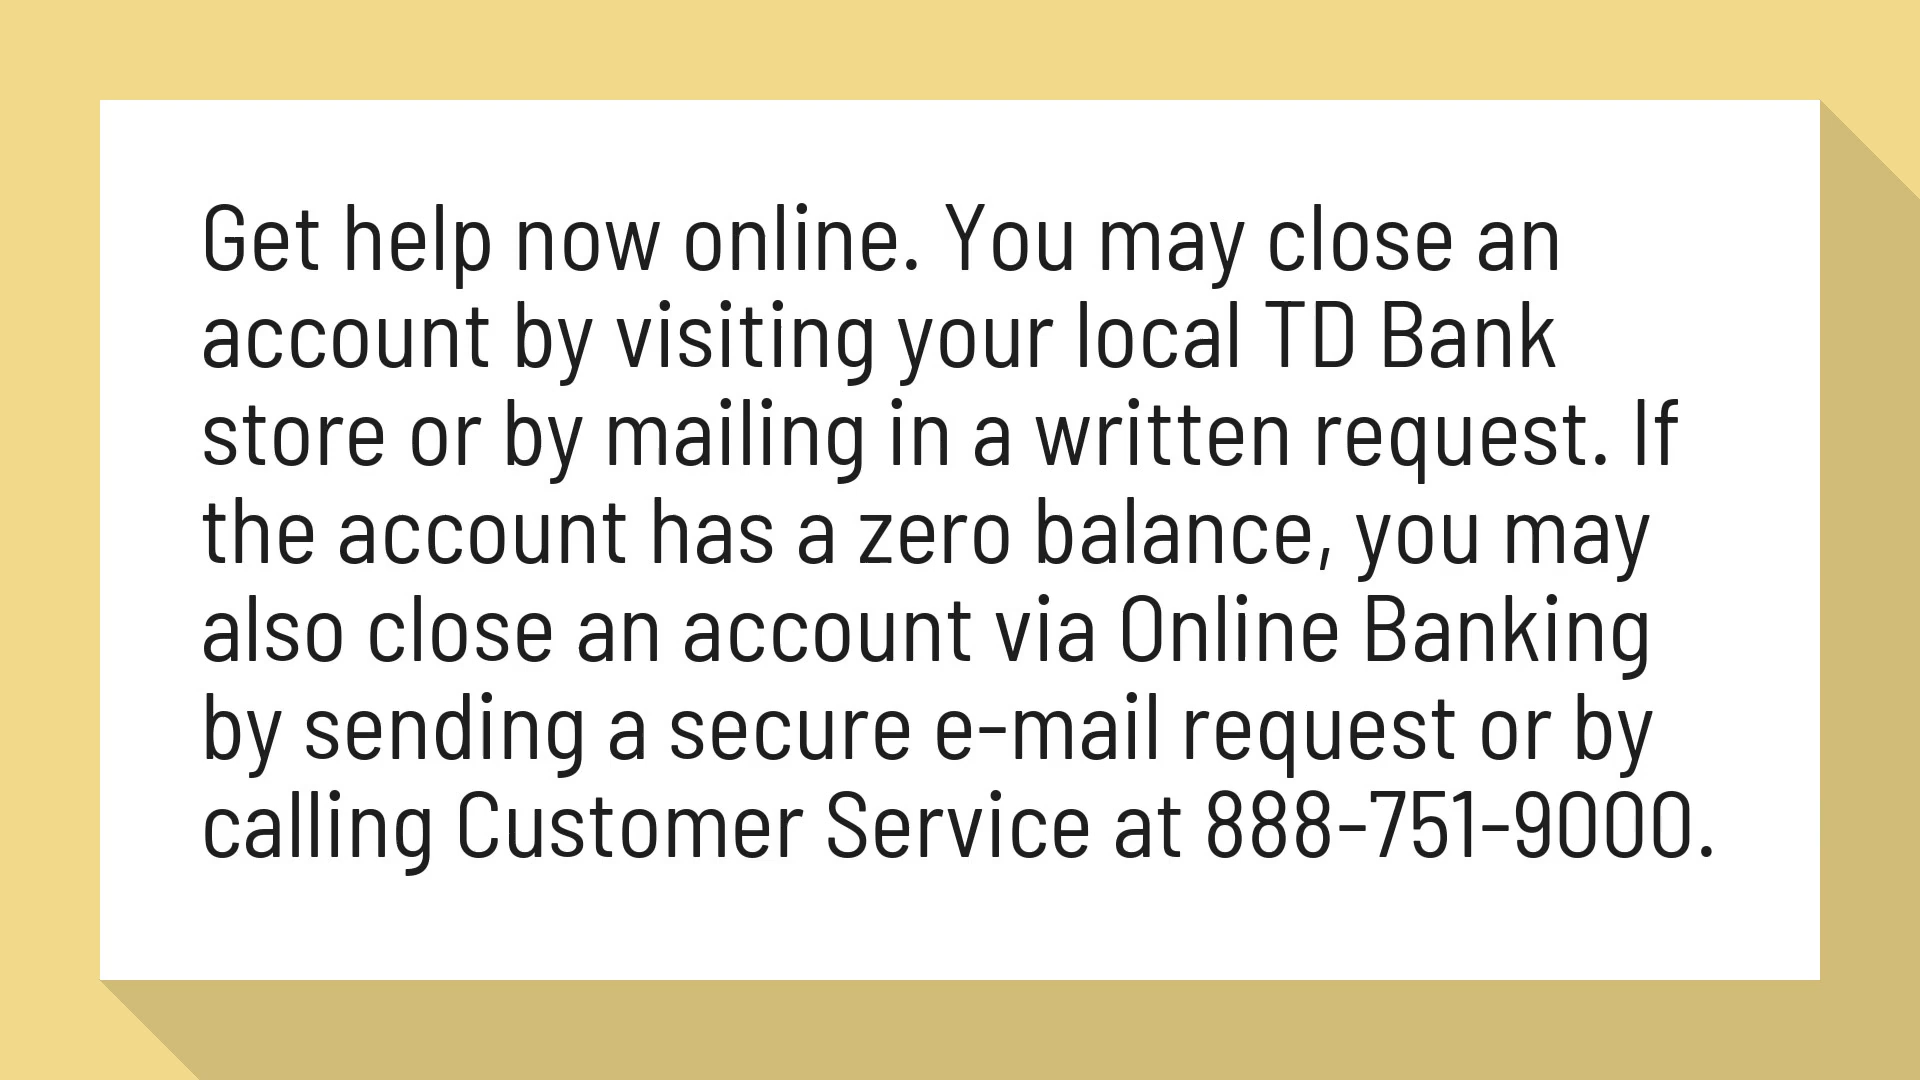 Get help now online. You may close an
account by visiting your local TD Bank
store or by mailing in a written request. If
the account has a zero balance, you may
also close an account via Online Banking
by sending a secure e-mail request or by
calling Customer Service at 888-751-9000.